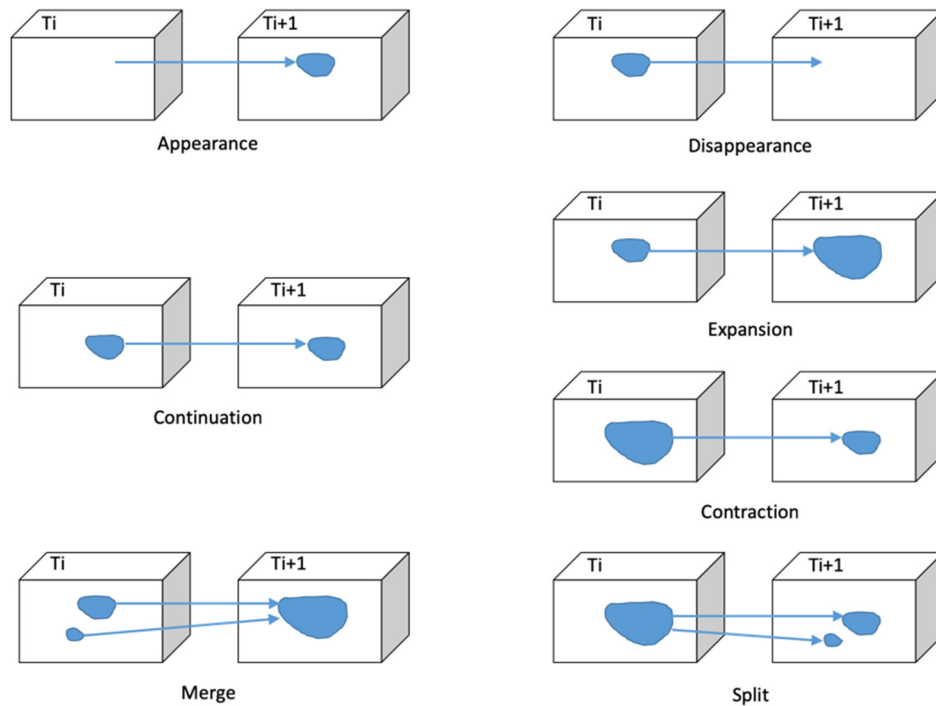 Ti Ti+1
Appearance
Ti Ti+1
Disappearance
Ti Ti+1
Expansion
Ti Ti+1
Continuation
Ti Ti+1
Contraction
Ti Ti+1
Merge
Ti Ti+1
Split